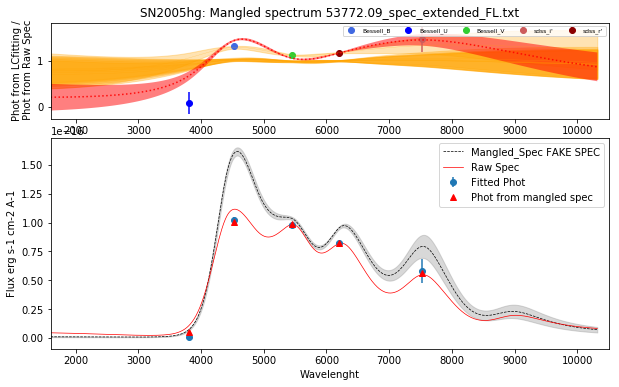 SN2005hg: Mangled spectrum 53772.09_spec_extended_FL.txt
Phot from LCfitting /
Phot from Raw Spec
1
0
Bessell_B
Bessell_U
Bessell_V
sdss_i'
sdss_r'
2000 3000 4000 5000 6000 7000 8000 9000 10000
1e−16
Flux erg s-1 cm-2 A-1
1.75
1.50
1.25
1.00
0.75
0.50
0.25
0.00
Mangled_Spec FAKE SPEC
Raw Spec
Fitted Phot
Phot from mangled spec
2000 3000 4000 5000 6000 7000 8000 9000 10000
Wavelenght